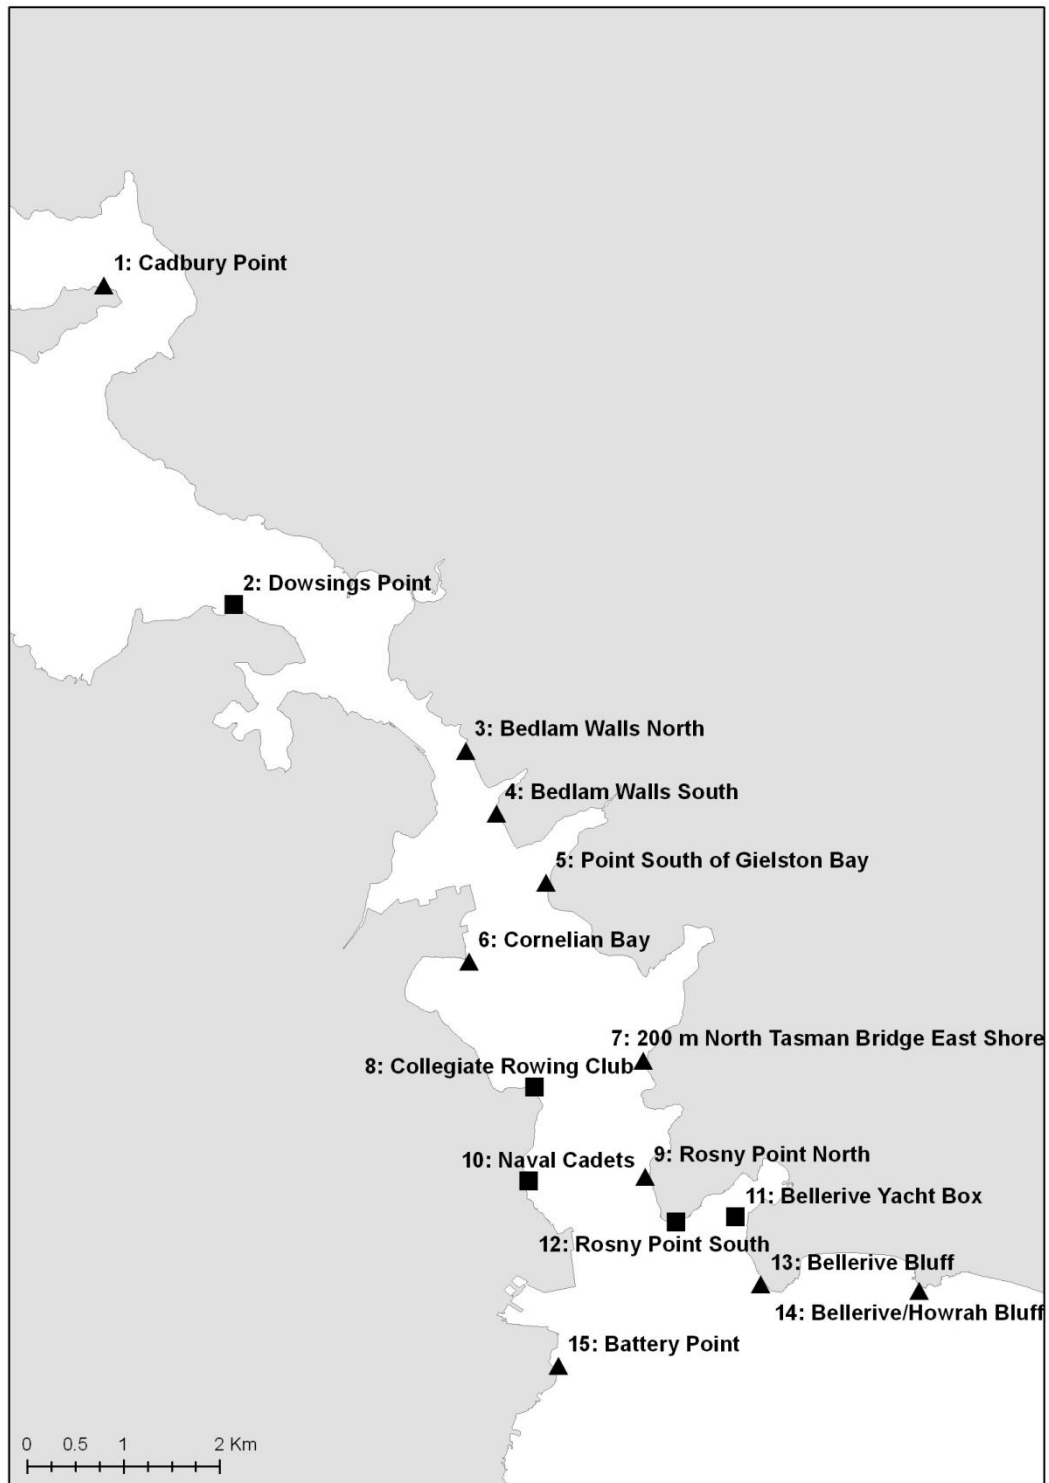 1: Cadbury Point
2: Dowsings Point
3: Bedlam Walls North
4: Bedlam Walls South
5: Point South of Gielston Bay
6: Cornelian Bay
7: 200 m North Tasman Bridge East Shore
8: Collegiate Rowing Club
9: Rosny Point North
10: Naval Cadets
11: Bellerive Yacht Box
12: Rosny Point South
13: Bellerive Bluff
14: Bellerive/Howrah Bluff
15: Battery Point
0 0.5 1 2 Km